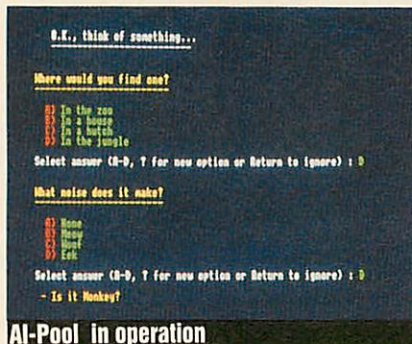 O.K., think of something...
Where would you find one?
A) In the zoo
B) In a house
C) In a hutch
D) In the jungle
Select answer (A-D, ? for new option or Return to ignore) : D
What noise does it make?
A) None
B) Meow
C) Woof
D) Eek
Select answer (A-D, ? for new option or Return to ignore) : D
- Is it Monkey?
AI-Pool in operation